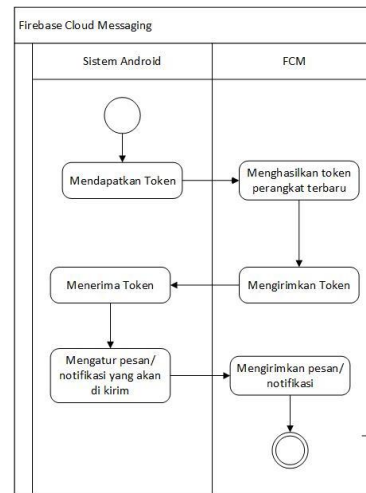 Firebase Cloud Messaging
Sistem Android
FCM
Mendapatkan Token
Menghasilkan token
perangkat terbaru
Menerima Token
Mengirimkan Token
Mengatur pesan/
notifikasi yang akan
di kirim
Mengirimkan pesan/
notifikasi